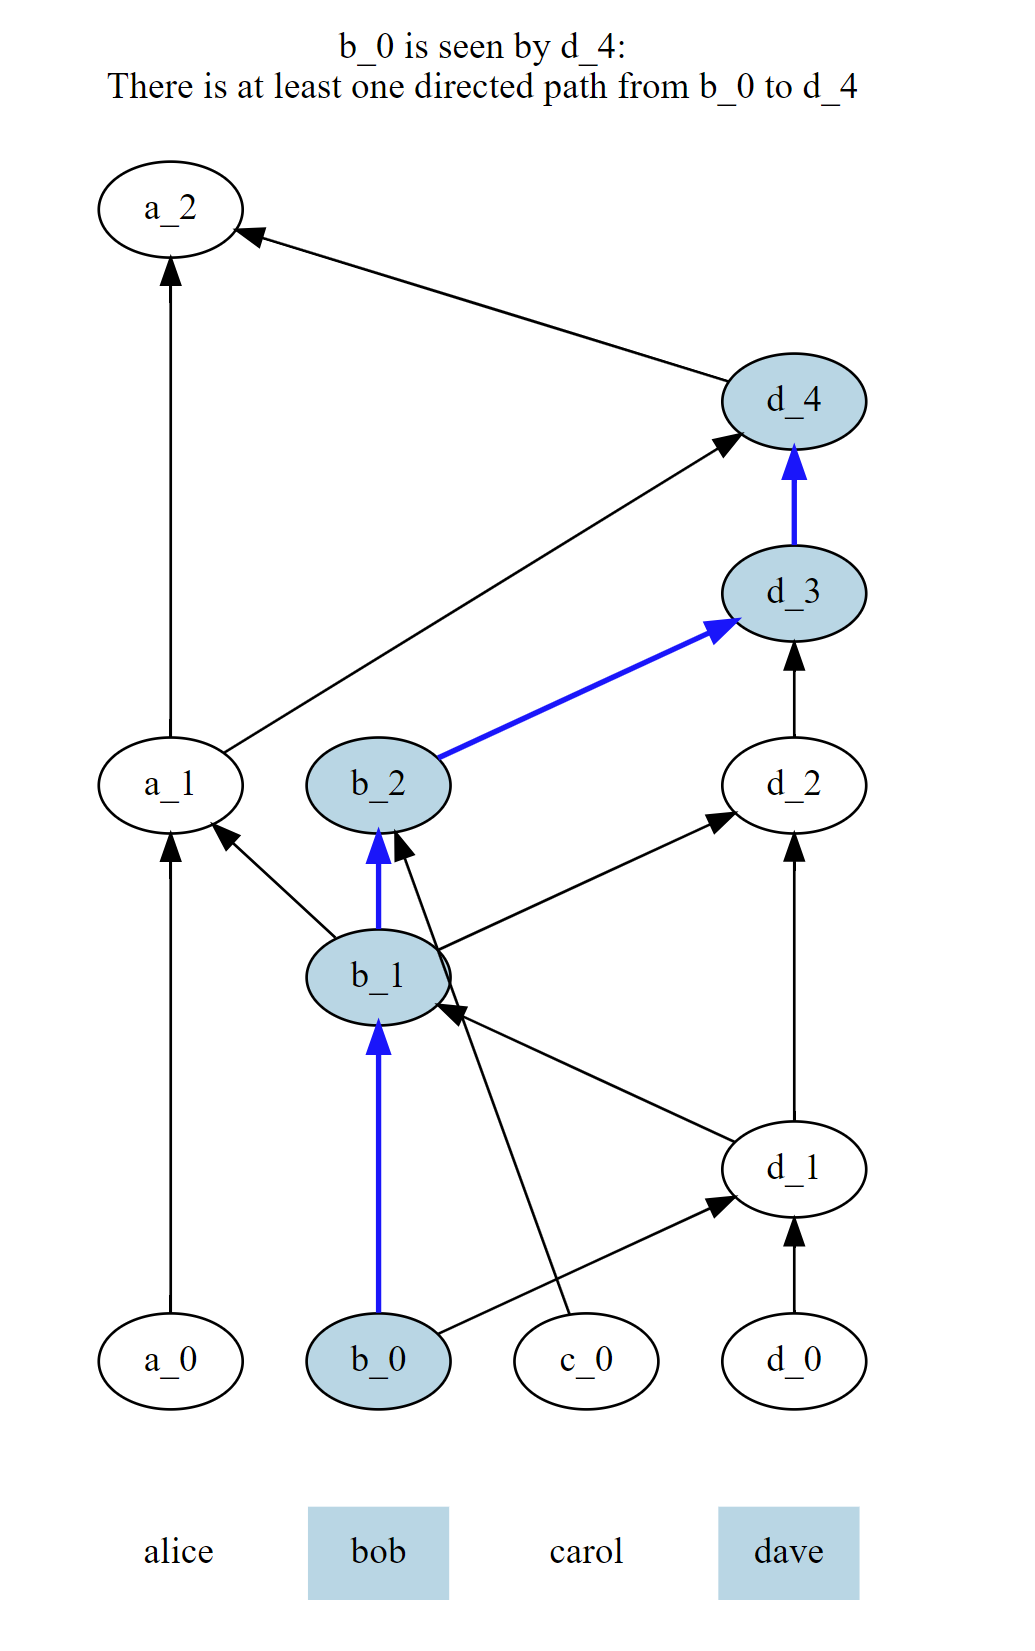 b_0 is seen by d_4:
There is at least one directed path from b_0 to d_4
a_2
d_4
d_3
a_1
b_2
d_2
b_1
d_1
a_0
b_0
c_0
d_0
alice
bob
carol
dave